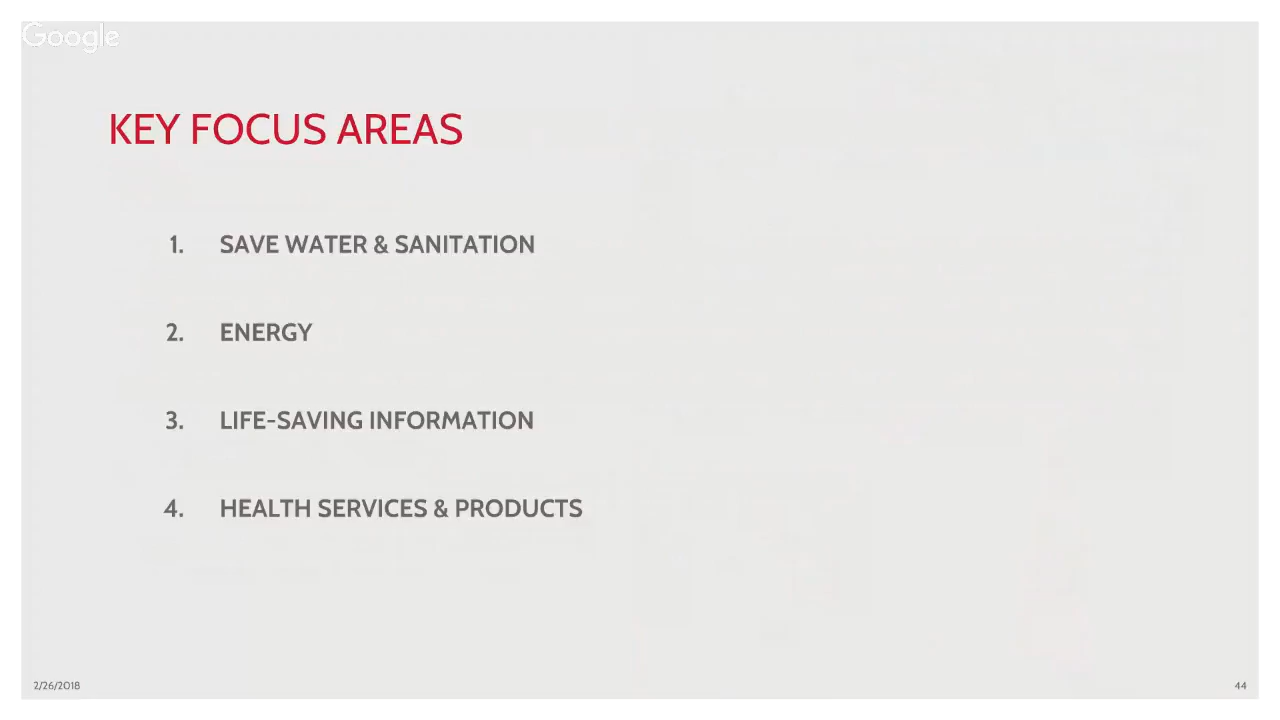 Google
KEY FOCUS AREAS
1. SAVE WATER & SANITATION
2. ENERGY
3. LIFE-SAVING INFORMATION
4. HEALTH SERVICES & PRODUCTS
2/26/2018
44